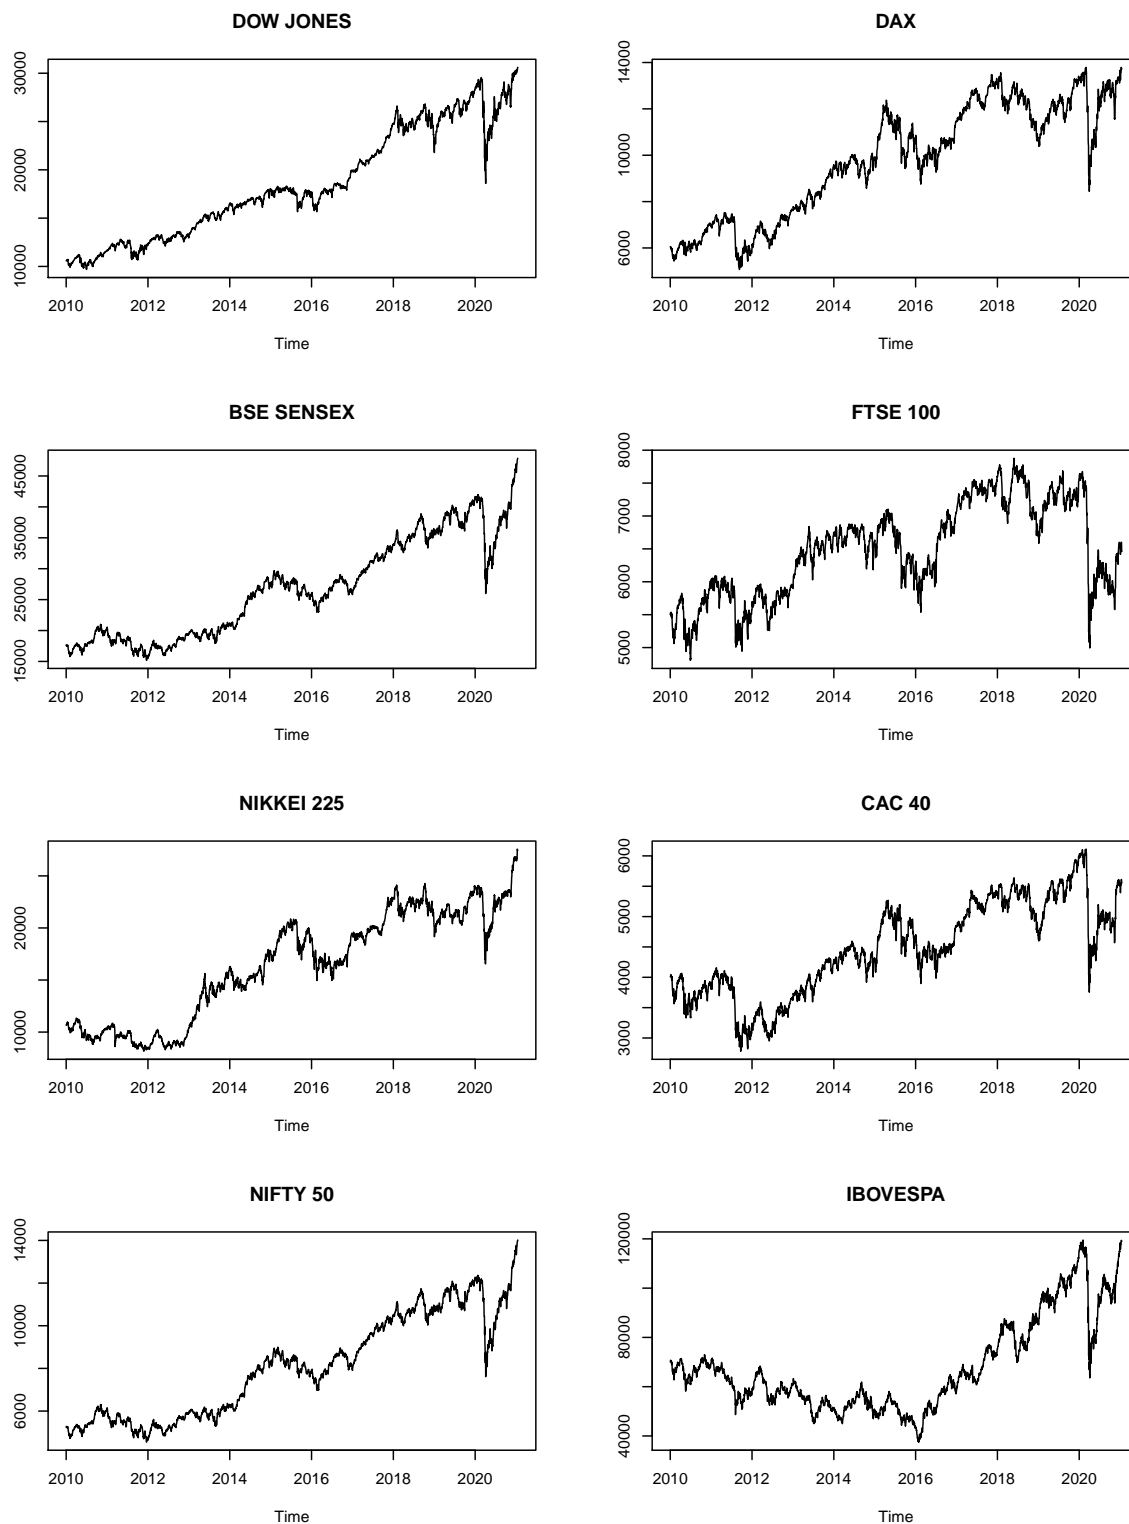 DOW JONES
30000
20000
10000
2010 2012 2014 2016 2018 2020
Time
DAX
14000
10000
6000
2010 2012 2014 2016 2018 2020
Time
BSE SENSEX
45000
35000
25000
15000
2010 2012 2014 2016 2018 2020
Time
FTSE 100
8000
7000
6000
5000
2010 2012 2014 2016 2018 2020
Time
NIKKEI 225
20000
10000
2010 2012 2014 2016 2018 2020
Time
CAC 40
6000
5000
4000
3000
2010 2012 2014 2016 2018 2020
Time
NIFTY 50
14000
10000
6000
2010 2012 2014 2016 2018 2020
Time
IBOVESPA
120000
80000
40000
2010 2012 2014 2016 2018 2020
Time